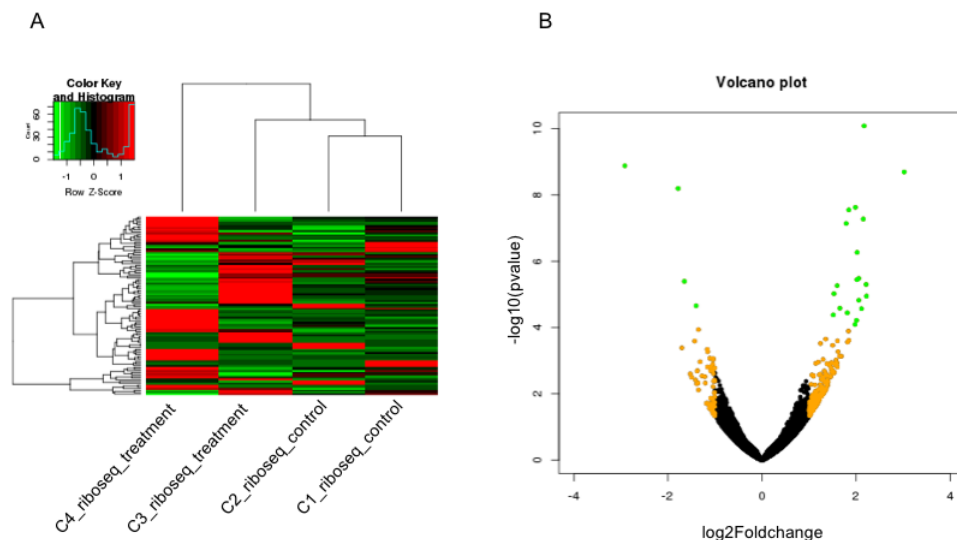 A
B
Color Key
and Histogram
Count
0 30 60
-1 0 1
Row Z-Score
C4_riboseq_treatment
C3_riboseq_treatment
C2_riboseq_control
C1_riboseq_control
Volcano plot
-log10(pvalue)
10
8
6
4
2
0
-4 -2 0 2 4
log2Foldchange